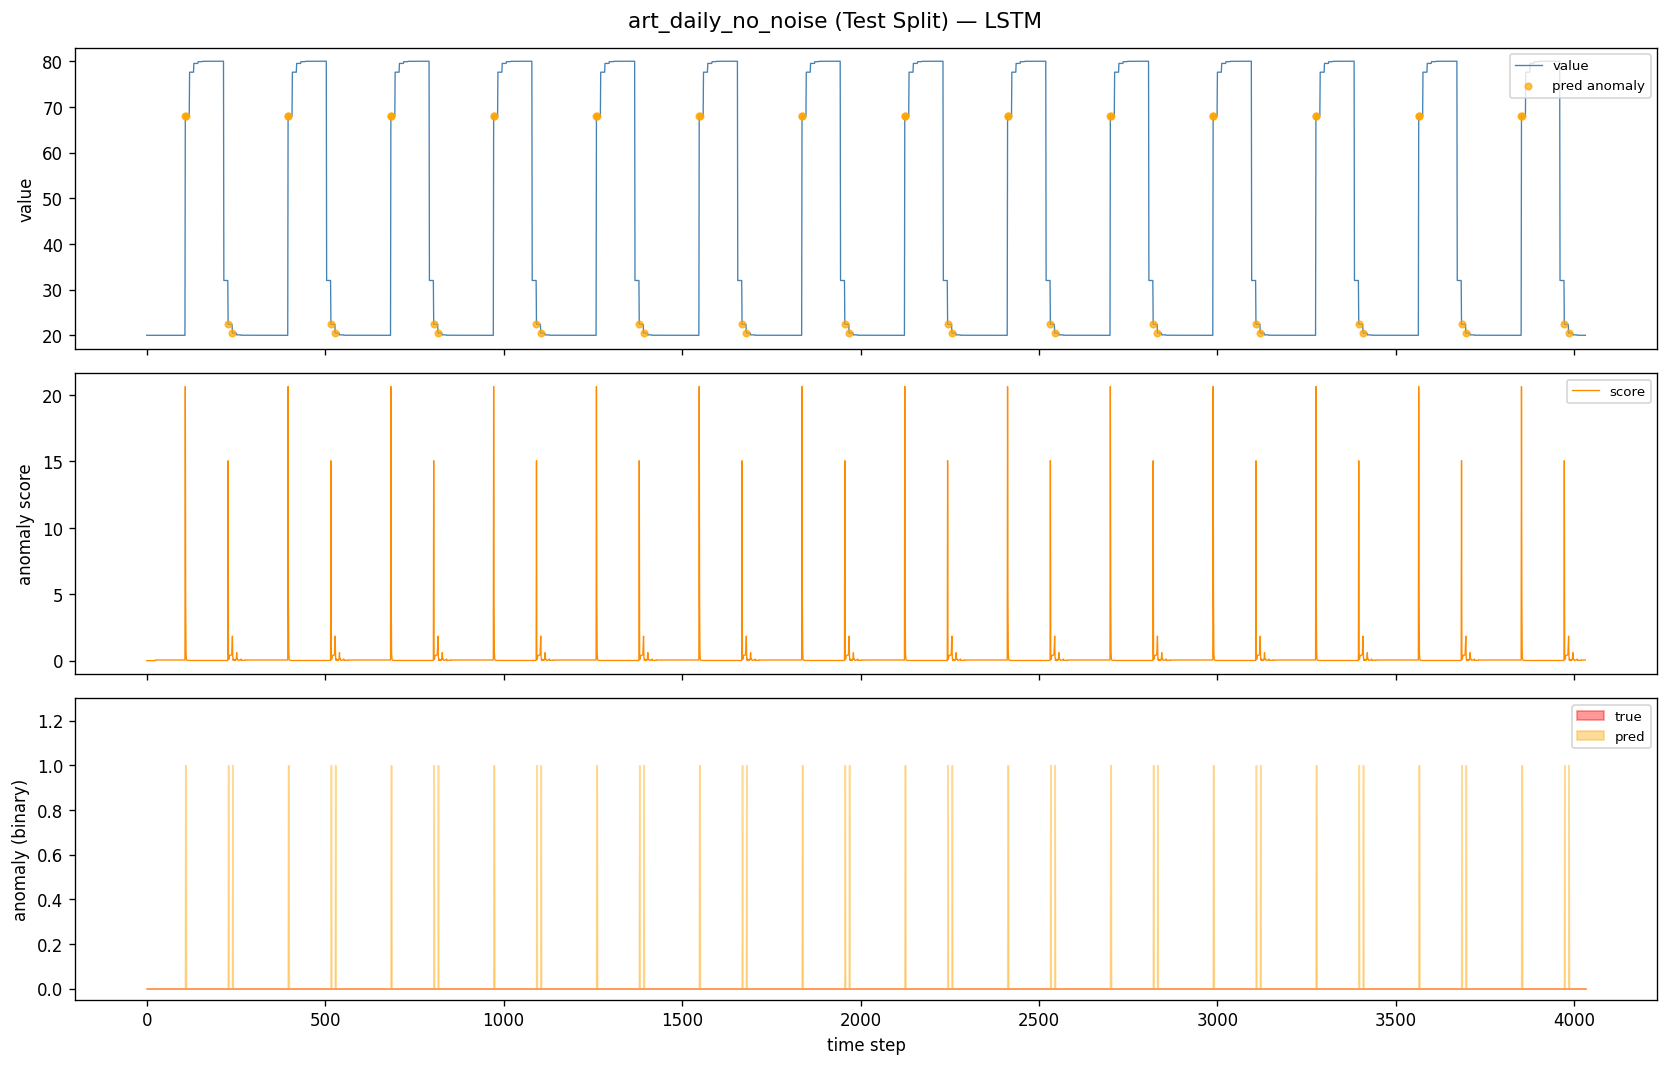 art_daily_no_noise (Test Split) — LSTM
value
pred anomaly
80
70
60
50
40
30
20
value
score
20
15
10
5
0
anomaly score
true
pred
1.2
1.0
0.8
0.6
0.4
0.2
0.0
anomaly (binary)
0 500 1000 1500 2000 2500 3000 3500 4000
time step